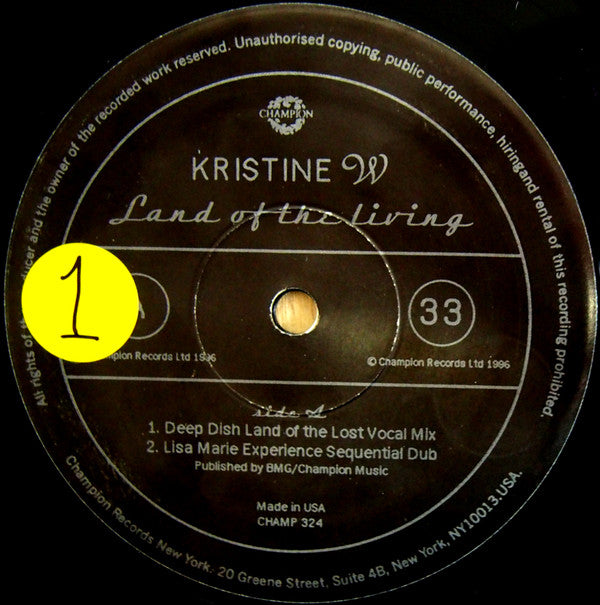 All rights of the ducer and the owner of the recorded work reserved. Unauthorised copying, public performance, hiringand rental of this recording prohibited.
CHAMPION
KRISTINE W
Land of the living
1
A
33
mpion Records Ltd 1996
© Champion Records Ltd 1996
side A
1. Deep Dish Land of the Lost Vocal Mix
2. Lisa Marie Experience Sequential Dub
Published by BMG/Champion Music
Made in USA
CHAMP 324
Champion Records New York. 20 Greene Street. Suite 4B, New York, NY10013.USA.